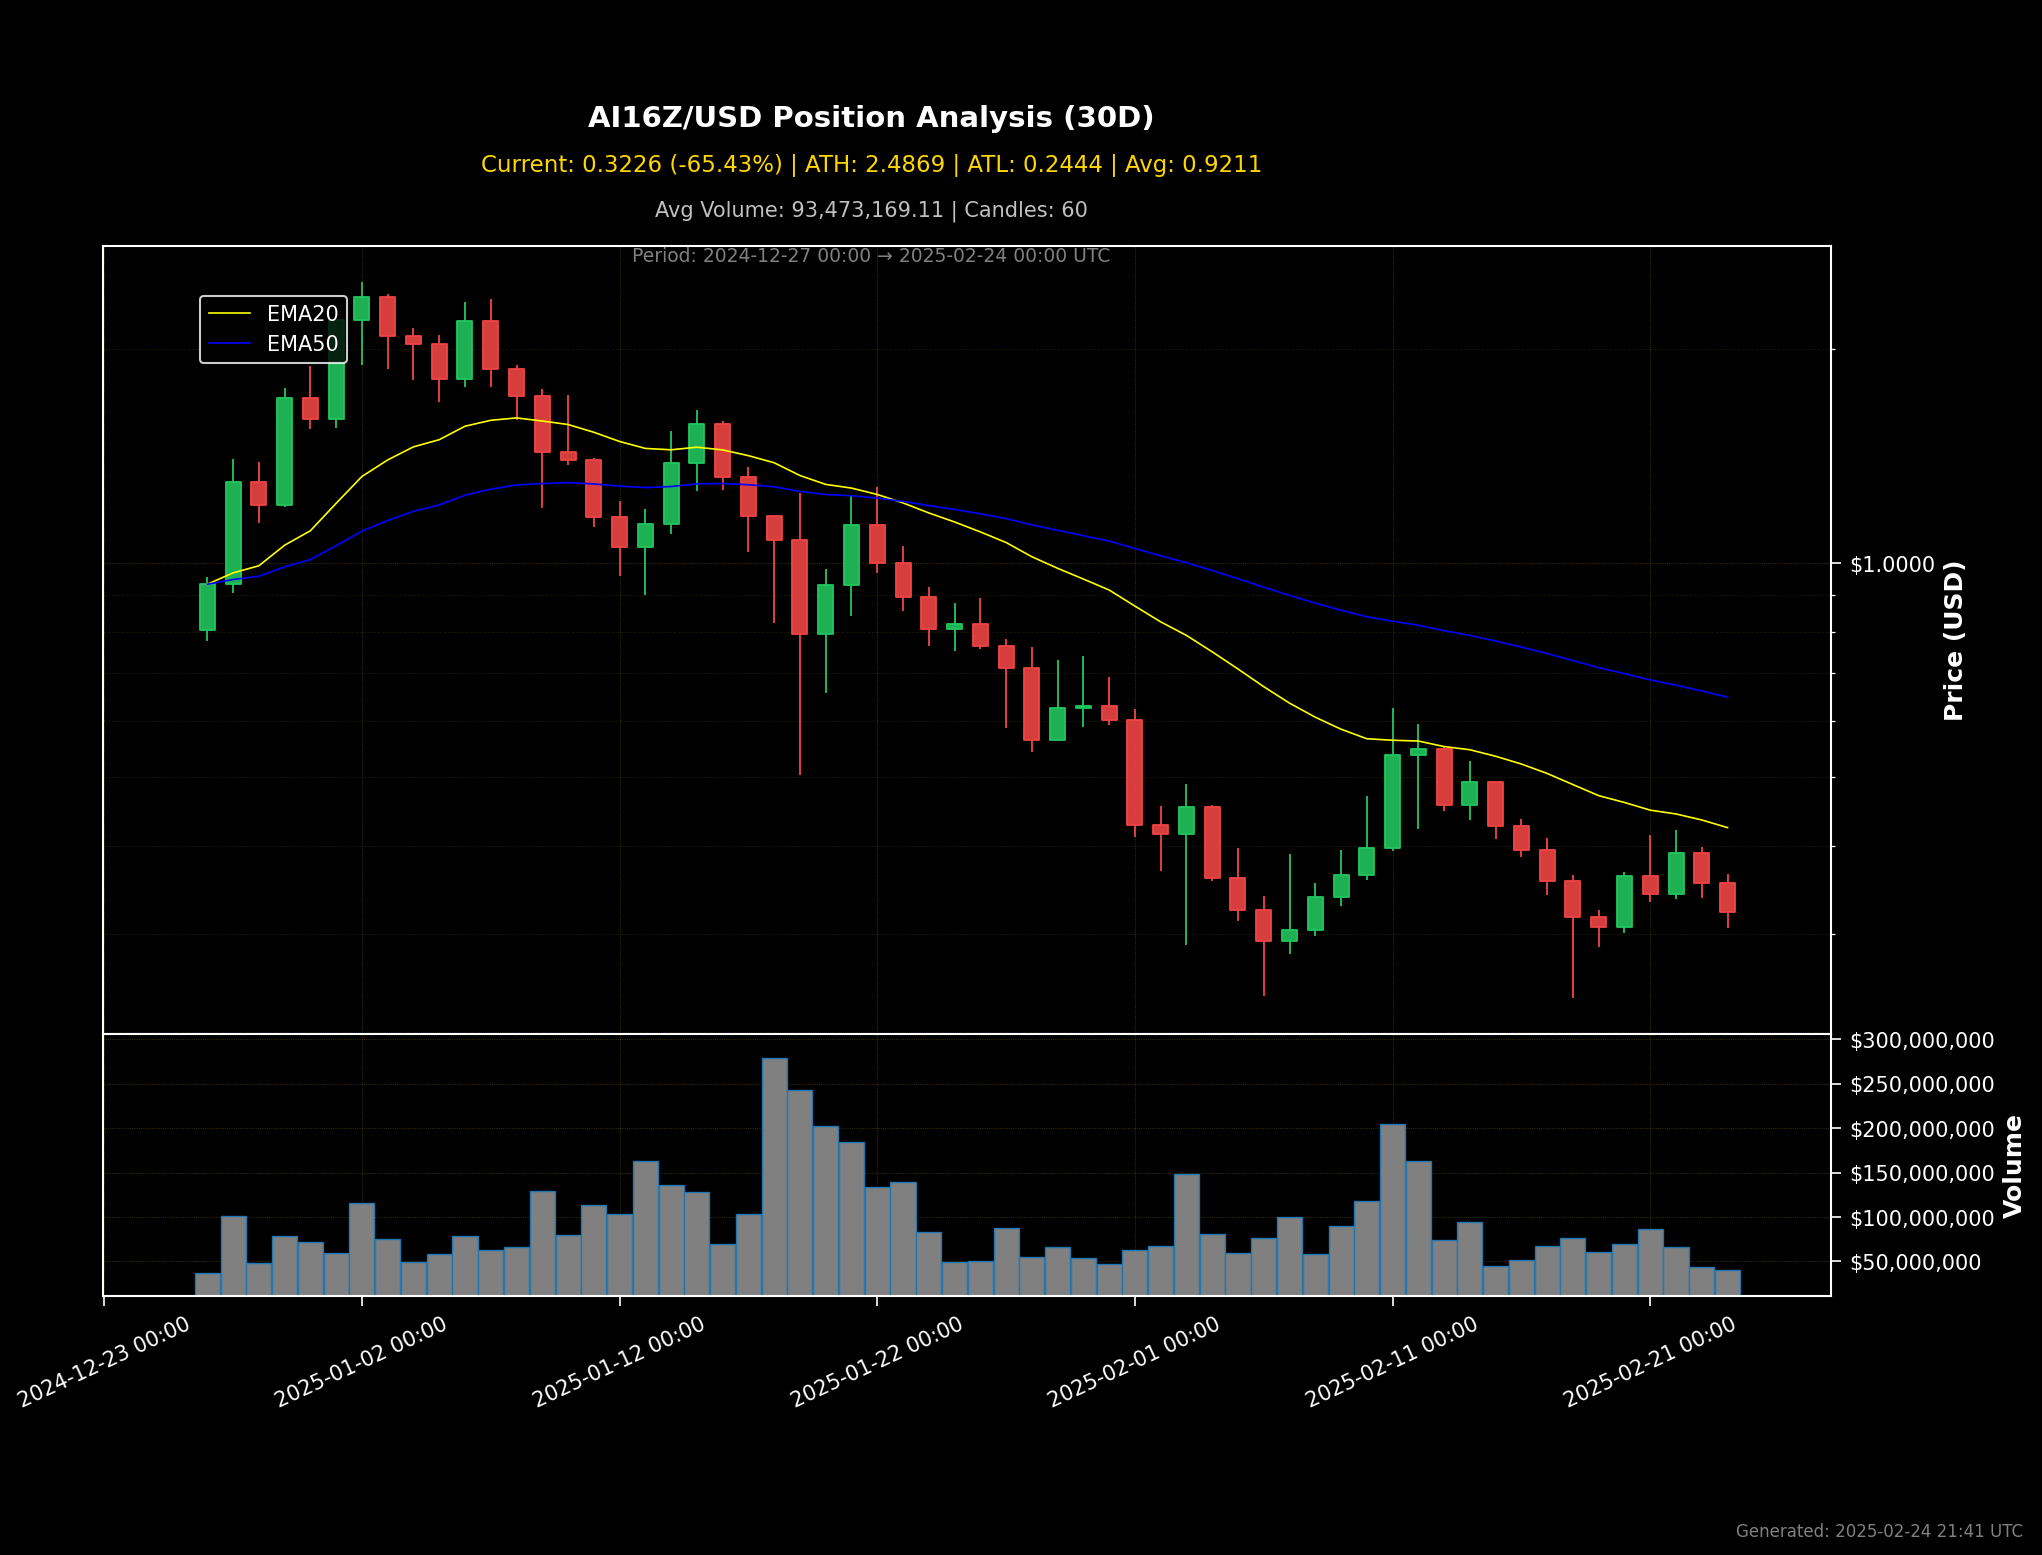 AI16Z/USD Position Analysis (30D)
Current: 0.3226 (-65.43%) | ATH: 2.4869 | ATL: 0.2444 | Avg: 0.9211
Avg Volume: 93,473,169.11 | Candles: 60
Period: 2024-12-27 00:00 → 2025-02-24 00:00 UTC
EMA20
EMA50
$1.0000
Price (USD)
$300,000,000
$250,000,000
$200,000,000
$150,000,000
$100,000,000
$50,000,000
Volume
2024-12-23 00:00
2025-01-02 00:00
2025-01-12 00:00
2025-01-22 00:00
2025-02-01 00:00
2025-02-11 00:00
2025-02-21 00:00
Generated: 2025-02-24 21:41 UTC